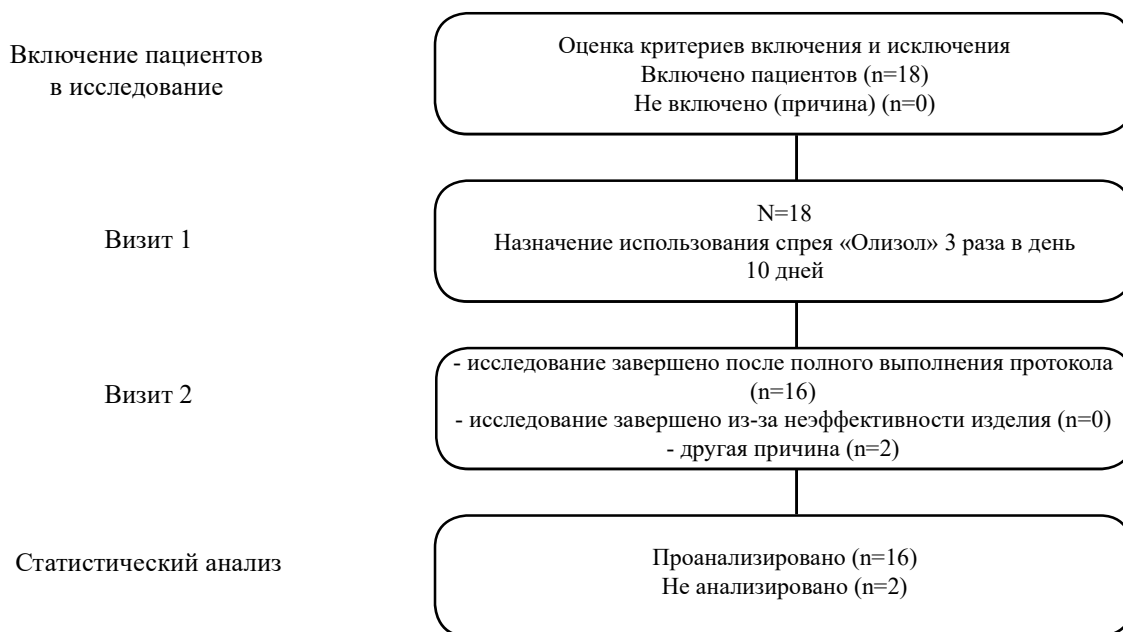 Включение пациентов
в исследование
Оценка критериев включения и исключения
Включено пациентов (n=18)
Не включено (причина) (n=0)
Визит 1
N=18
Назначение использования спрея «Олизол» 3 раза в день
10 дней
Визит 2
- исследование завершено после полного выполнения протокола
(n=16)
- исследование завершено из-за неэффективности изделия (n=0)
- другая причина (n=2)
Статистический анализ
Проанализировано (n=16)
Не анализировано (n=2)